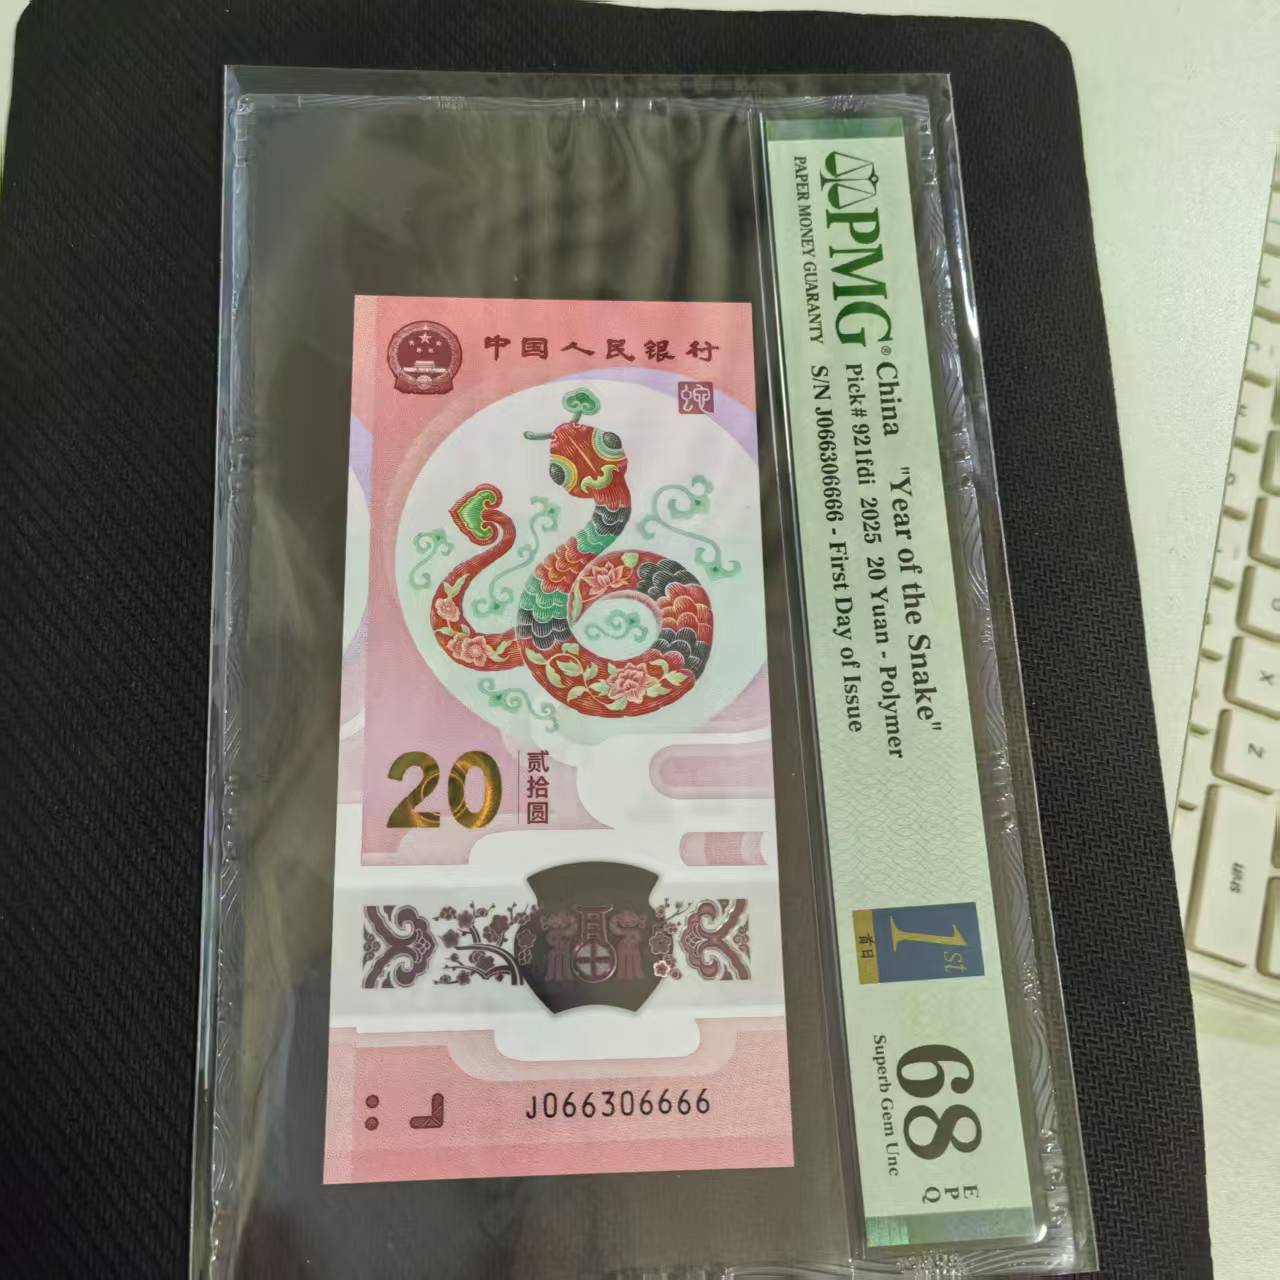 中国人民银行
蛇
20
贰拾圆
J066306666
PMG®
PAPER MONEY GUARANTY
China "Year of the Snake"
Pick# 921fdi 2025 20 Yuan - Polymer
S/N J066306666 - First Day of Issue
1st
首日
68
EPQ
Superb Gem Unc
X
Z